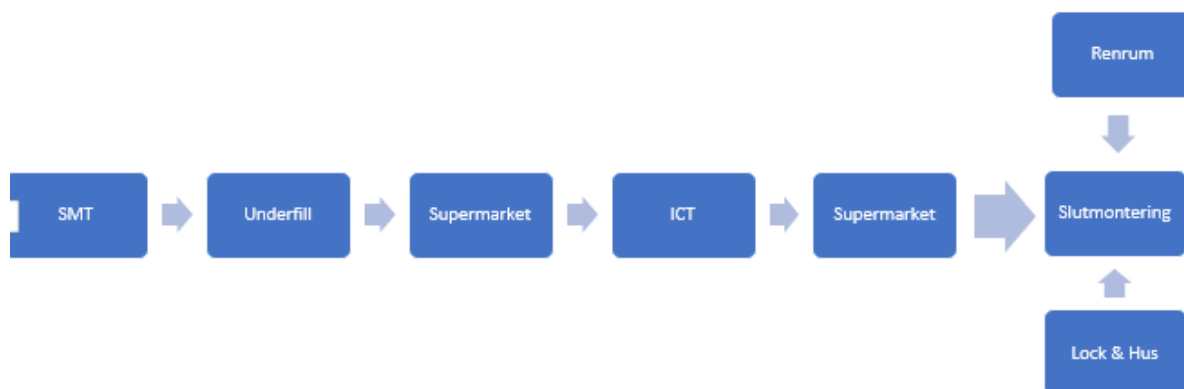 Renrum
SMT
Underfill
Supermarket
ICT
Supermarket
Slutmontering
Lock & Hus